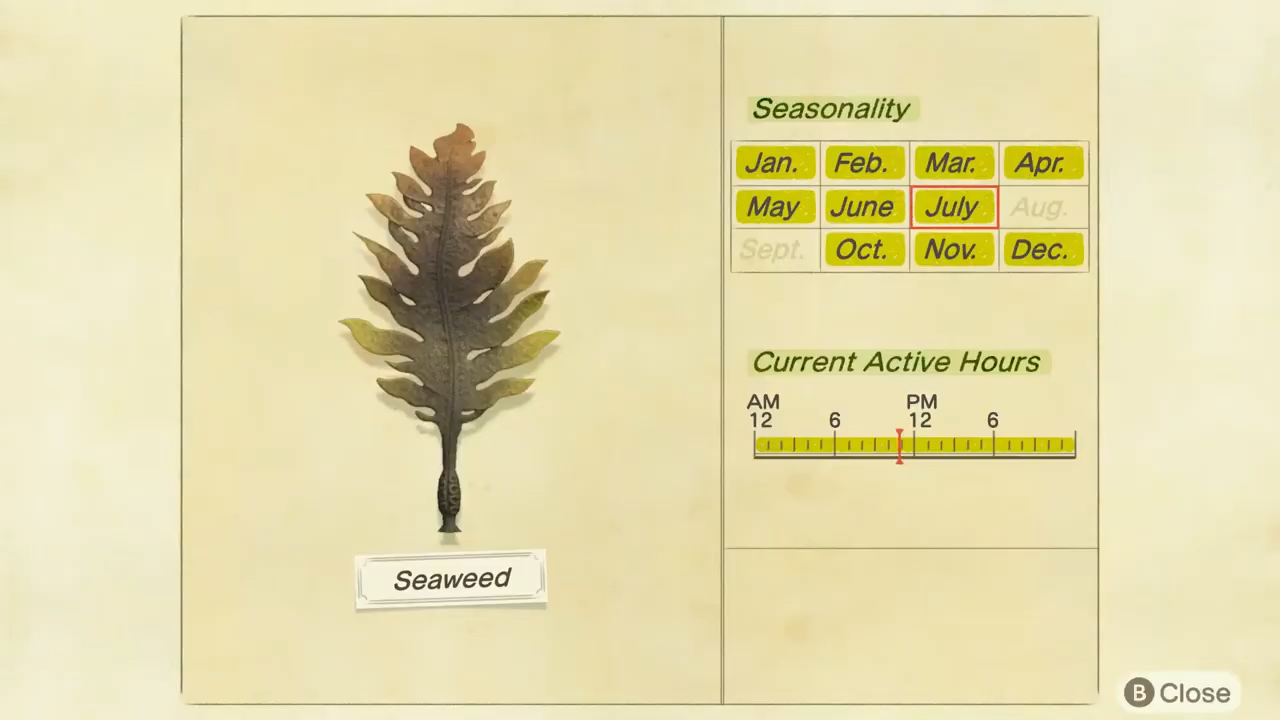 Seaweed
Seasonality
Jan. Feb. Mar. Apr.
May June July Aug.
Sept. Oct. Nov. Dec.
Current Active Hours
AM PM
12 6 12 6
B Close